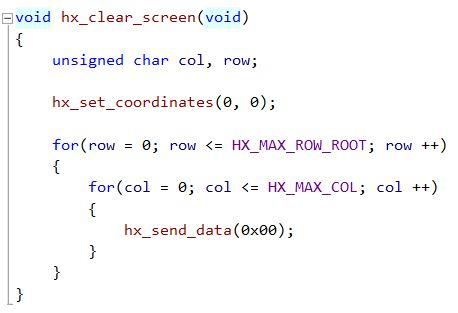 void hx_clear_screen(void)
{
    unsigned char col, row;

    hx_set_coordinates(0, 0);

    for(row = 0; row <= HX_MAX_ROW_ROOT; row ++)
    {
        for(col = 0; col <= HX_MAX_COL; col ++)
        {
            hx_send_data(0x00);
        }
    }
}